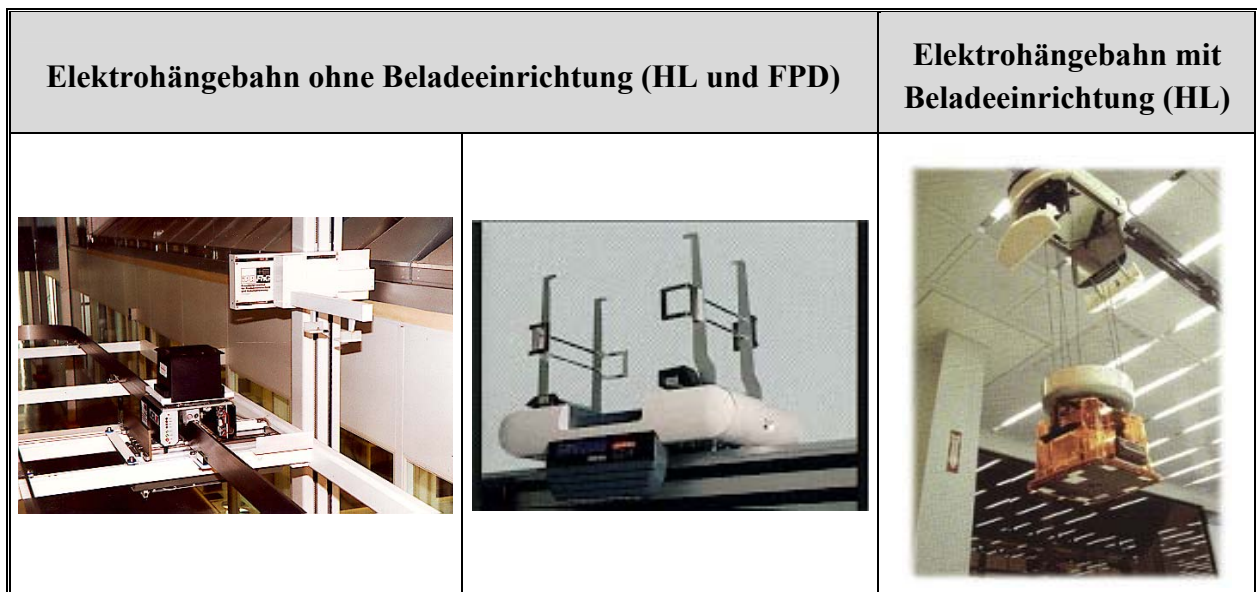 Elektrohängebahn ohne Beladeeinrichtung (HL und FPD)
Elektrohängebahn mit
Beladeeinrichtung (HL)